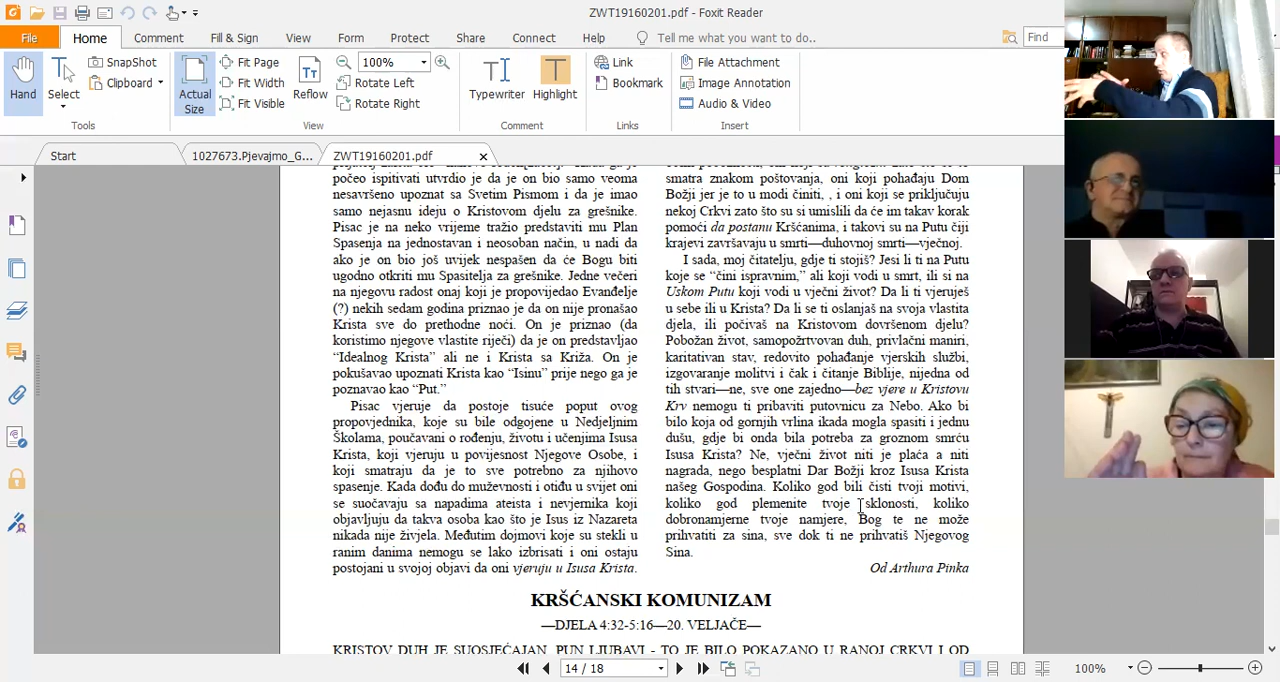 ZWT19160201.pdf - Foxit Reader
File Home Comment Fill & Sign View Form Protect Share Connect Help Tell me what you want to do.. Find
Hand
Select
SnapShot
Clipboard
Tools
Actual
Size
Fit Page
Fit Width
Fit Visible
Reflow
100%
Rotate Left
Rotate Right
View
Typewriter
Highlight
Comment
Link
Bookmark
Links
File Attachment
Image Annotation
Audio & Video
Insert
Start 1027673.Pjevajmo_G... ZWT19160201.pdf
počeo ispitivati utvrdio je da je on bio samo veoma
nesavršeno upoznat sa Svetim Pismom i da je imao
samo nejasnu ideju o Kristovom djelu za grešnike.
Pisac je na neko vrijeme tražio predstaviti mu Plan
Spasenja na jednostavan i neosoban način, u nadi da
ako je on bio još uvijek nespašen da će Bogu biti
ugodno otkriti mu Spasitelja za grešnike. Jedne večeri
na njegovu radost onaj koji je propovijedao Evanđelje
(?) nekih sedam godina priznao je da on nije pronašao
Krista sve do prethodne noći. On je priznao (da
koristimo njegove vlastite riječi) da je on predstavljao
“Idealnog Krista” ali ne i Krista sa Križa. On je
pokušavao upoznati Krista kao “Isinu” prije nego ga je
poznavao kao “Put.”
Pisac vjeruje da postoje tisuće poput ovog
propovjednika, koje su bile odgojene u Nedjeljnim
Školama, poučavani o rođenju, životu i učenjima Isusa
Krista, koji vjeruju u povijesnost Njegove Osobe, i
koji smatraju da je to sve potrebno za njihovo
spasenje. Kada dođu do muževnosti i otiđu u svijet oni
se suočavaju sa napadima ateista i nevjernika koji
objavljuju da takva osoba kao što je Isus iz Nazareta
nikada nije živjela. Međutim dojmovi koje su stekli u
ranim danima nemogu se lako izbrisati i oni ostaju
postojani u svojoj objavi da oni vjeruju u Isusa Krista.
smatra znakom poštovanja, oni koji pohađaju Dom
Božji jer je to u modi činiti, , i oni koji se priključuju
nekoj Crkvi zato što su si umislili da će im takav korak
pomoći da postanu Kršćanima, i takovi su na Putu čiji
krajevi završavaju u smrti—duhovnoj smrti—vječnoj.
I sada, moj čitatelju, gdje ti stojiš? Jesi li ti na Putu
koje se “čini ispravnim,” ali koji vodi u smrt, ili si na
Uskom Putu koji vodi u vječni život? Da li ti vjeruješ
u sebe ili u Krista? Da li se ti oslanjaš na svoja vlastita
djela, ili počivaš na Kristovom dovršenom djelu?
Pobožan život, samopožrtvovan duh, privlačni maniri,
karitativan stav, redovito pohađanje vjerskih službi,
izgovaranje molitvi i čak i čitanje Biblije, nijedna od
tih stvari—ne, sve one zajedno—bez vjere u Kristovu
Krv nemogu ti pribaviti putovnicu za Nebo. Ako bi
bilo koja od gornjih vrlina ikada mogla spasiti i jednu
dušu, gdje bi onda bila potreba za groznom smrću
Isusa Krista? Ne, vječni život niti je plaća a niti
nagrada, nego besplatni Dar Božji kroz Isusa Krista
našeg Gospodina. Koliko god bili čisti tvoji motivi,
koliko god plemenite tvoje sklonosti, koliko
dobronamjerne tvoje namjere, Bog te ne može
prihvatiti za sina, sve dok ti ne prihvatiš Njegovog
Sina.
Od Arthura Pinka
KRŠĆANSKI KOMUNIZAM
—DJELA 4:32-5:16—20. VELJAČE—
KRISTOV DUH JE SUOSJEĆAJAN, PUN LJUBAVI - TO JE BILO POKAZANO U RANOJ CRKVI I OD
14 / 18
100%